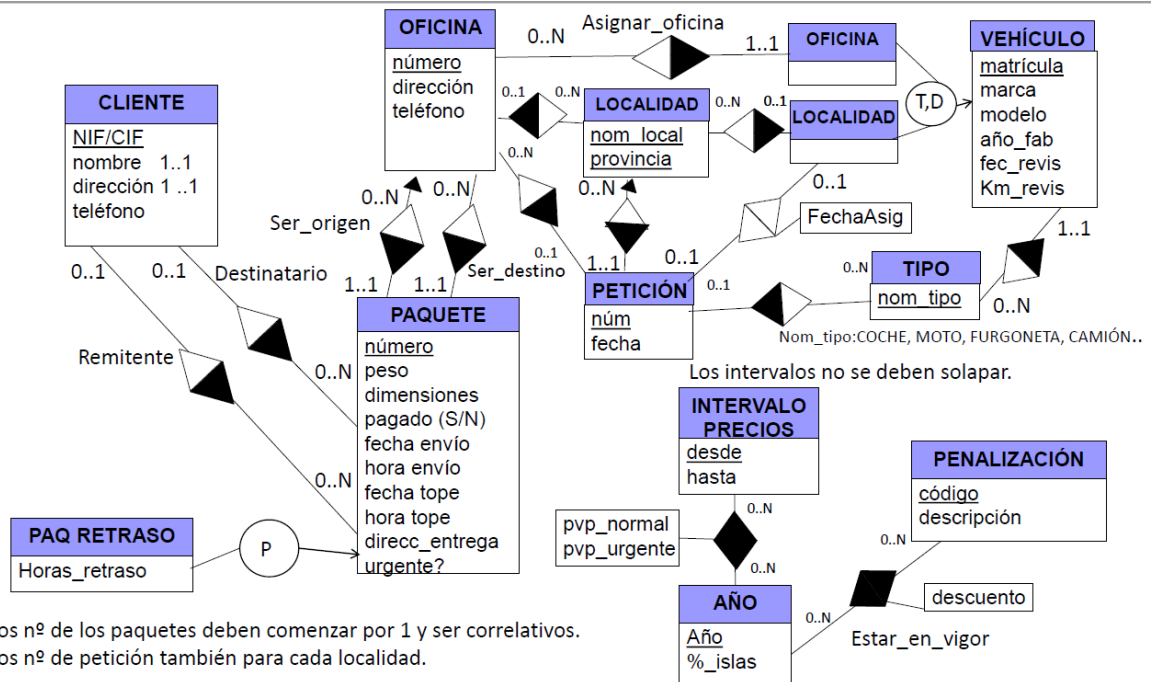 OFICINA
número
dirección
teléfono
Asignar_oficina
0..N
1..1
OFICINA
VEHÍCULO
matrícula
marca
modelo
año_fab
fec_revis
Km_revis
T,D
CLIENTE
NIF/CIF
nombre 1..1
dirección 1 ..1
teléfono
0..1
0..N
LOCALIDAD
nom_local
provincia
0..N
0..1
LOCALIDAD
0..N
0..N
0..N
0..N
0..1
FechaAsig
Ser_origen
Ser_destino
0..1
1..1
0..1
1..1
1..1
1..1
0..1
0..1
Destinatario
PETICIÓN
núm
fecha
0..1
0..N
TIPO
nom_tipo
0..N
Nom_tipo:COCHE, MOTO, FURGONETA, CAMIÓN..
PAQUETE
número
peso
dimensiones
pagado (S/N)
fecha envío
hora envío
fecha tope
hora tope
direcc_entrega
urgente?
Remitente
0..N
0..N
Los intervalos no se deben solapar.
INTERVALO
PRECIOS
desde
hasta
PENALIZACIÓN
código
descripción
PAQ RETRASO
Horas_retraso
P
pvp_normal
pvp_urgente
0..N
0..N
0..N
AÑO
Año
%_islas
0..N
descuento
Estar_en_vigor
os nº de los paquetes deben comenzar por 1 y ser correlativos.
os nº de petición también para cada localidad.